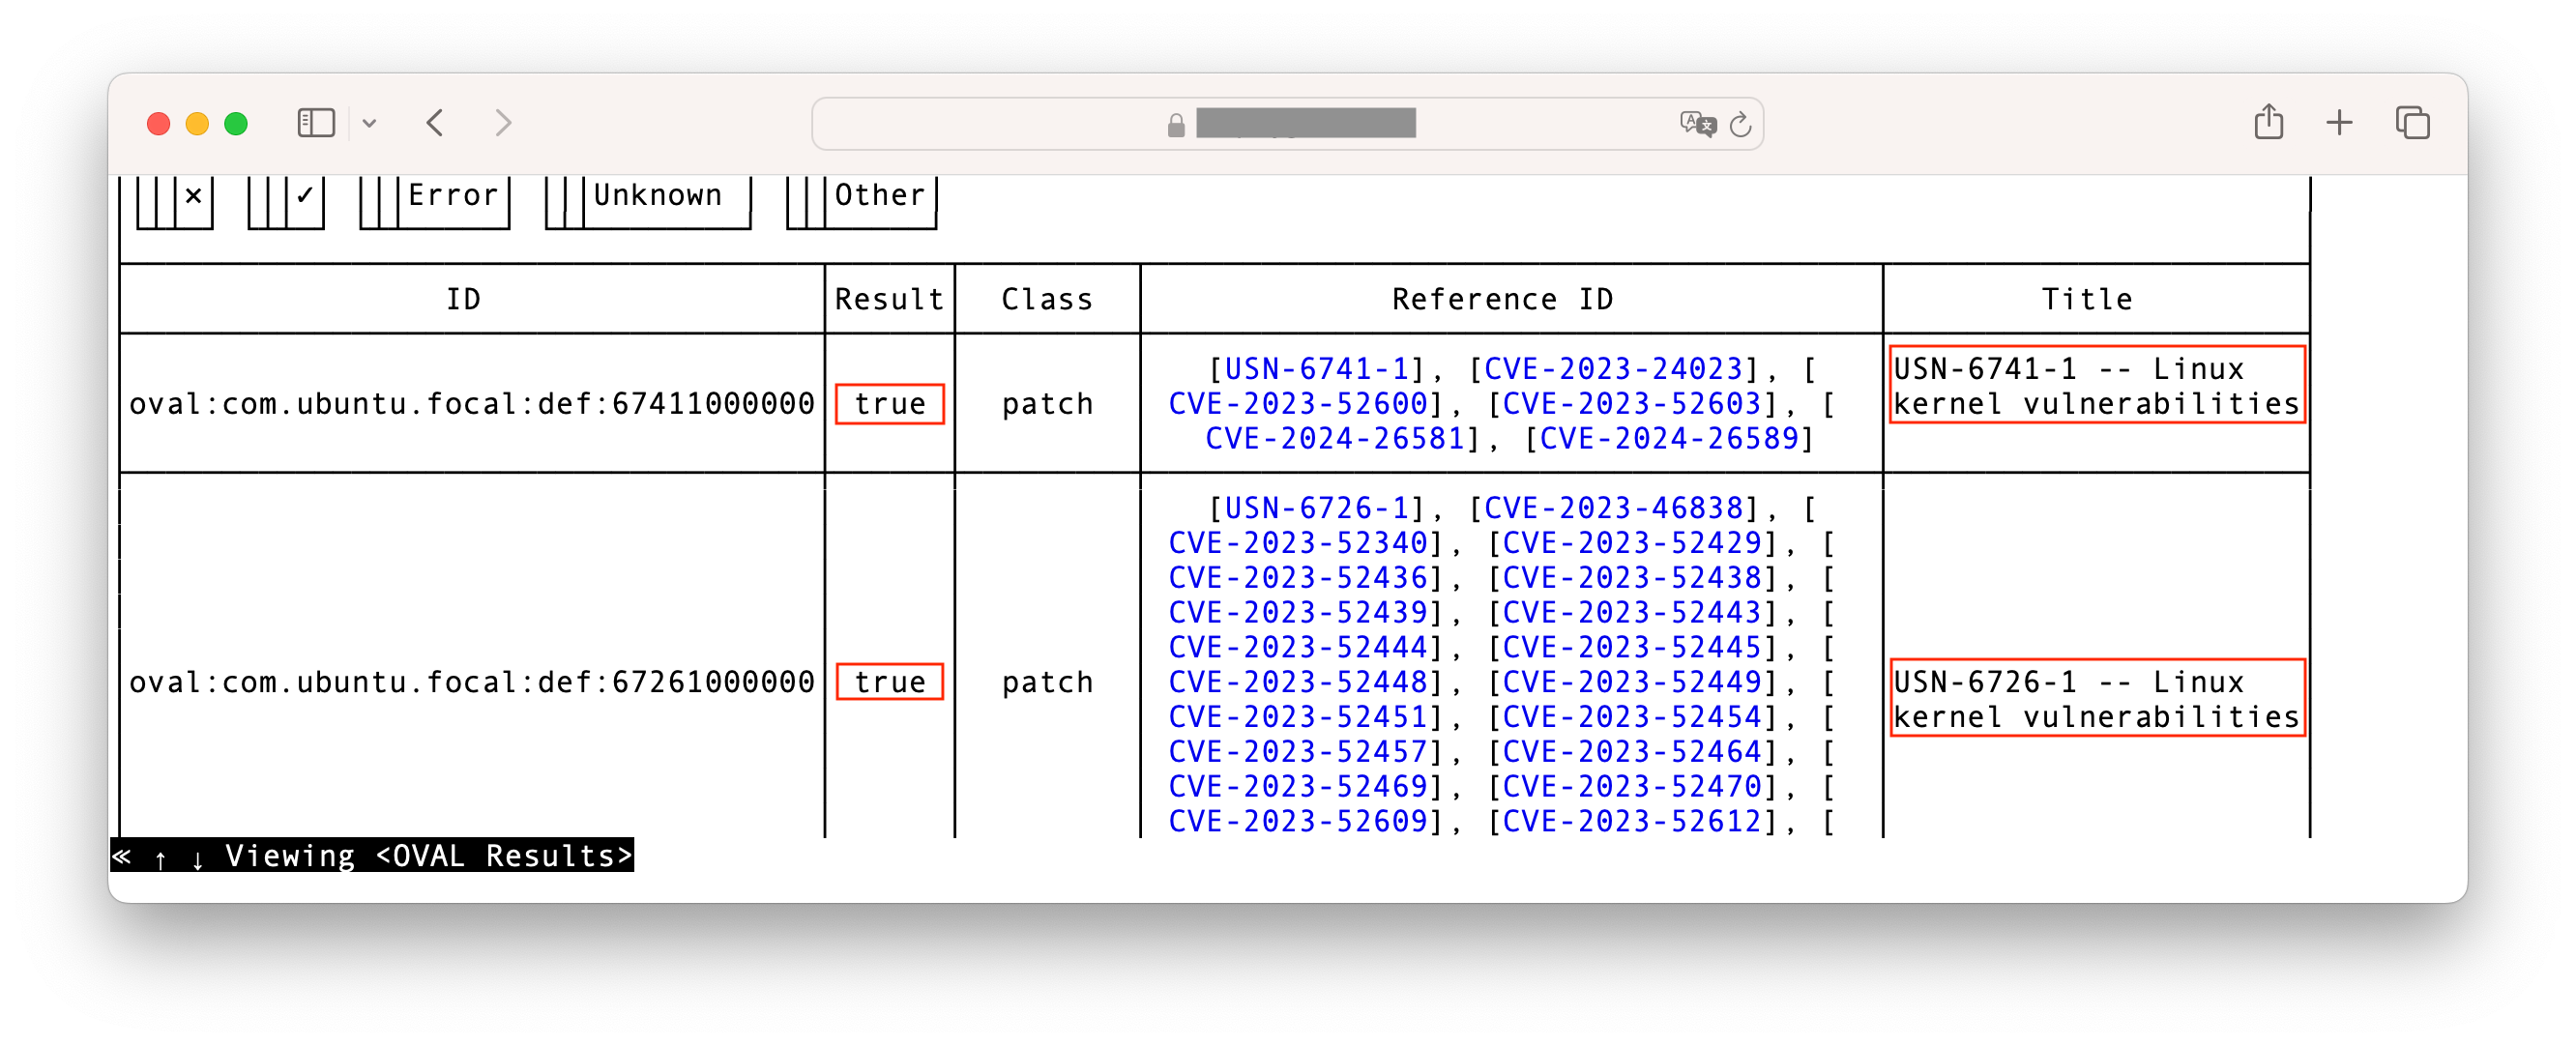 × ✓ Error Unknown Other
ID Result Class Reference ID Title
[USN-6741-1], [CVE-2023-24023], [ USN-6741-1 -- Linux
oval:com.ubuntu.focal:def:67411000000 true patch CVE-2023-52600], [CVE-2023-52603], [ kernel vulnerabilities
CVE-2024-26581], [CVE-2024-26589]
[USN-6726-1], [CVE-2023-46838], [
CVE-2023-52340], [CVE-2023-52429], [
CVE-2023-52436], [CVE-2023-52438], [
CVE-2023-52439], [CVE-2023-52443], [
CVE-2023-52444], [CVE-2023-52445], [
oval:com.ubuntu.focal:def:67261000000 true patch CVE-2023-52448], [CVE-2023-52449], [ USN-6726-1 -- Linux
CVE-2023-52451], [CVE-2023-52454], [ kernel vulnerabilities
CVE-2023-52457], [CVE-2023-52464], [
CVE-2023-52469], [CVE-2023-52470], [
CVE-2023-52609], [CVE-2023-52612], [
≪ ↑ ↓ Viewing <OVAL Results>